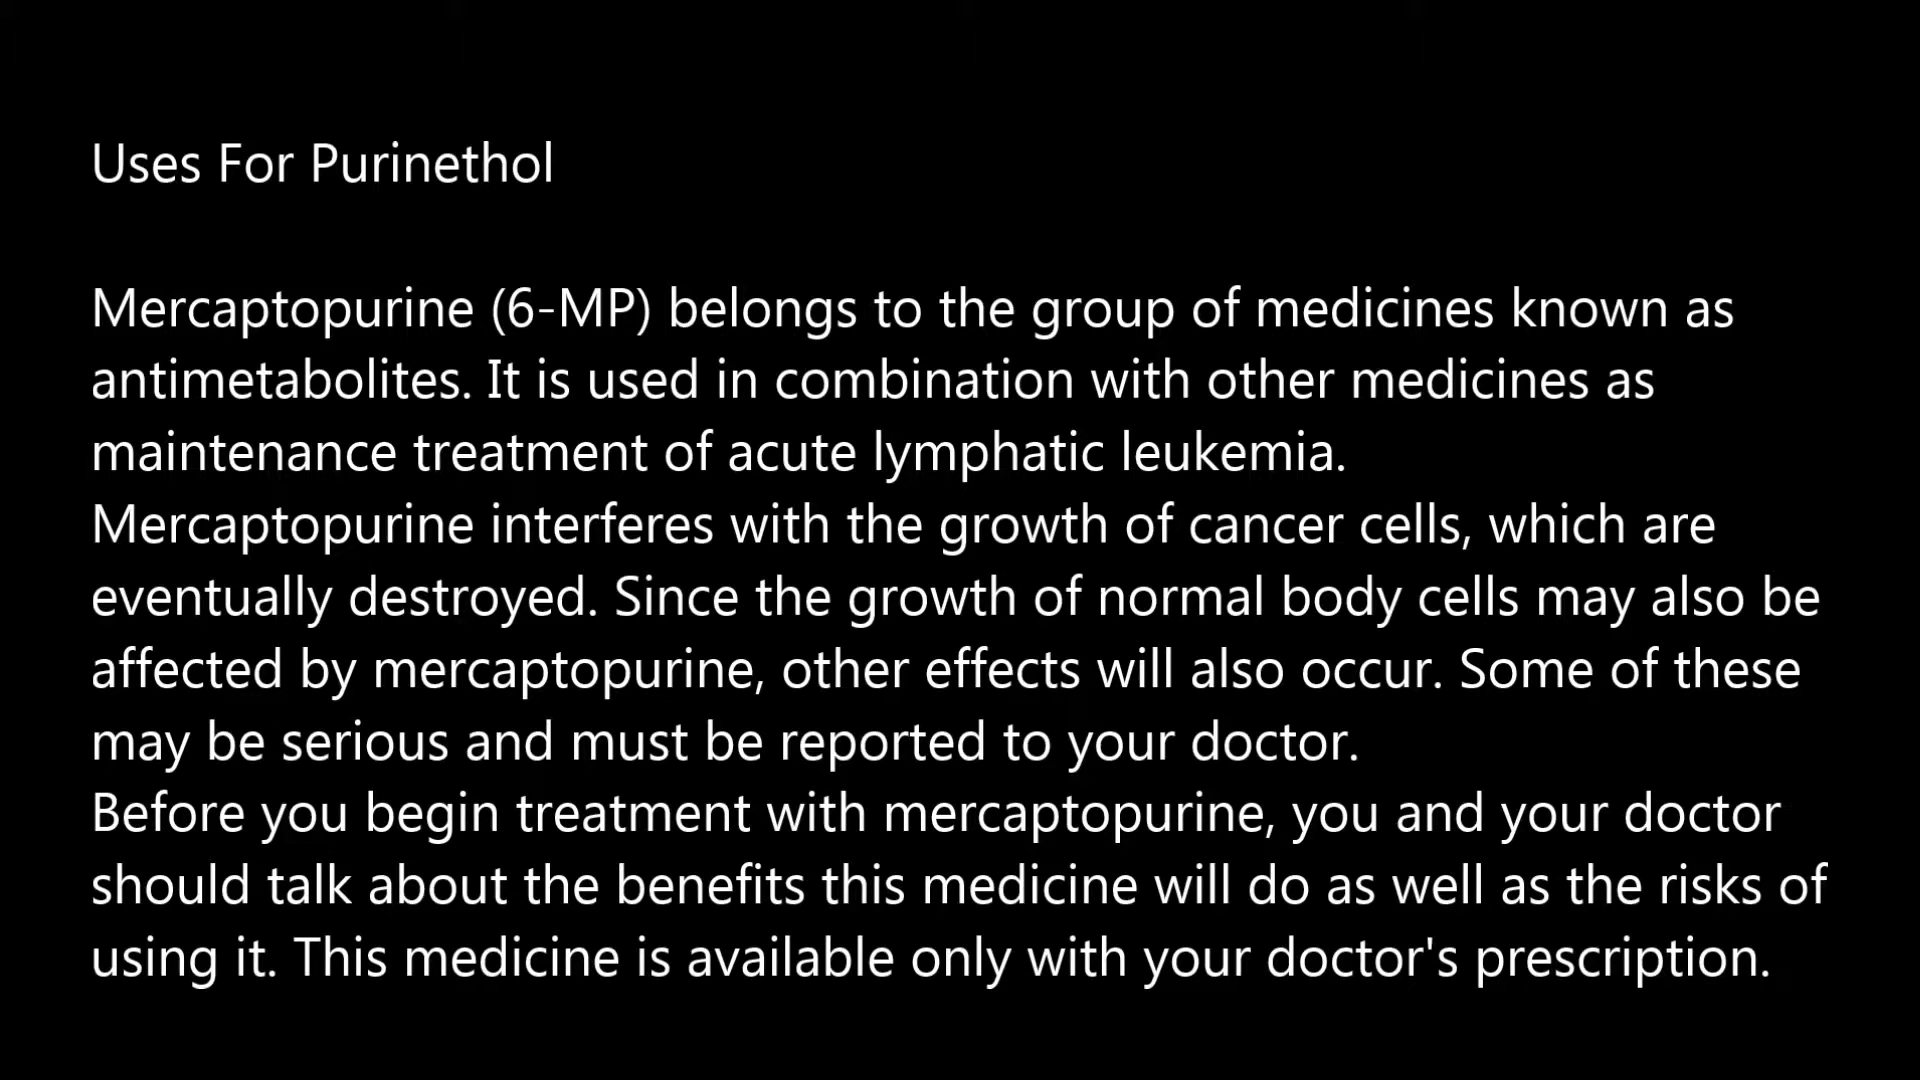 Uses For Purinethol
Mercaptopurine (6-MP) belongs to the group of medicines known as
antimetabolites. It is used in combination with other medicines as
maintenance treatment of acute lymphatic leukemia.
Mercaptopurine interferes with the growth of cancer cells, which are
eventually destroyed. Since the growth of normal body cells may also be
affected by mercaptopurine, other effects will also occur. Some of these
may be serious and must be reported to your doctor.
Before you begin treatment with mercaptopurine, you and your doctor
should talk about the benefits this medicine will do as well as the risks of
using it. This medicine is available only with your doctor's prescription.